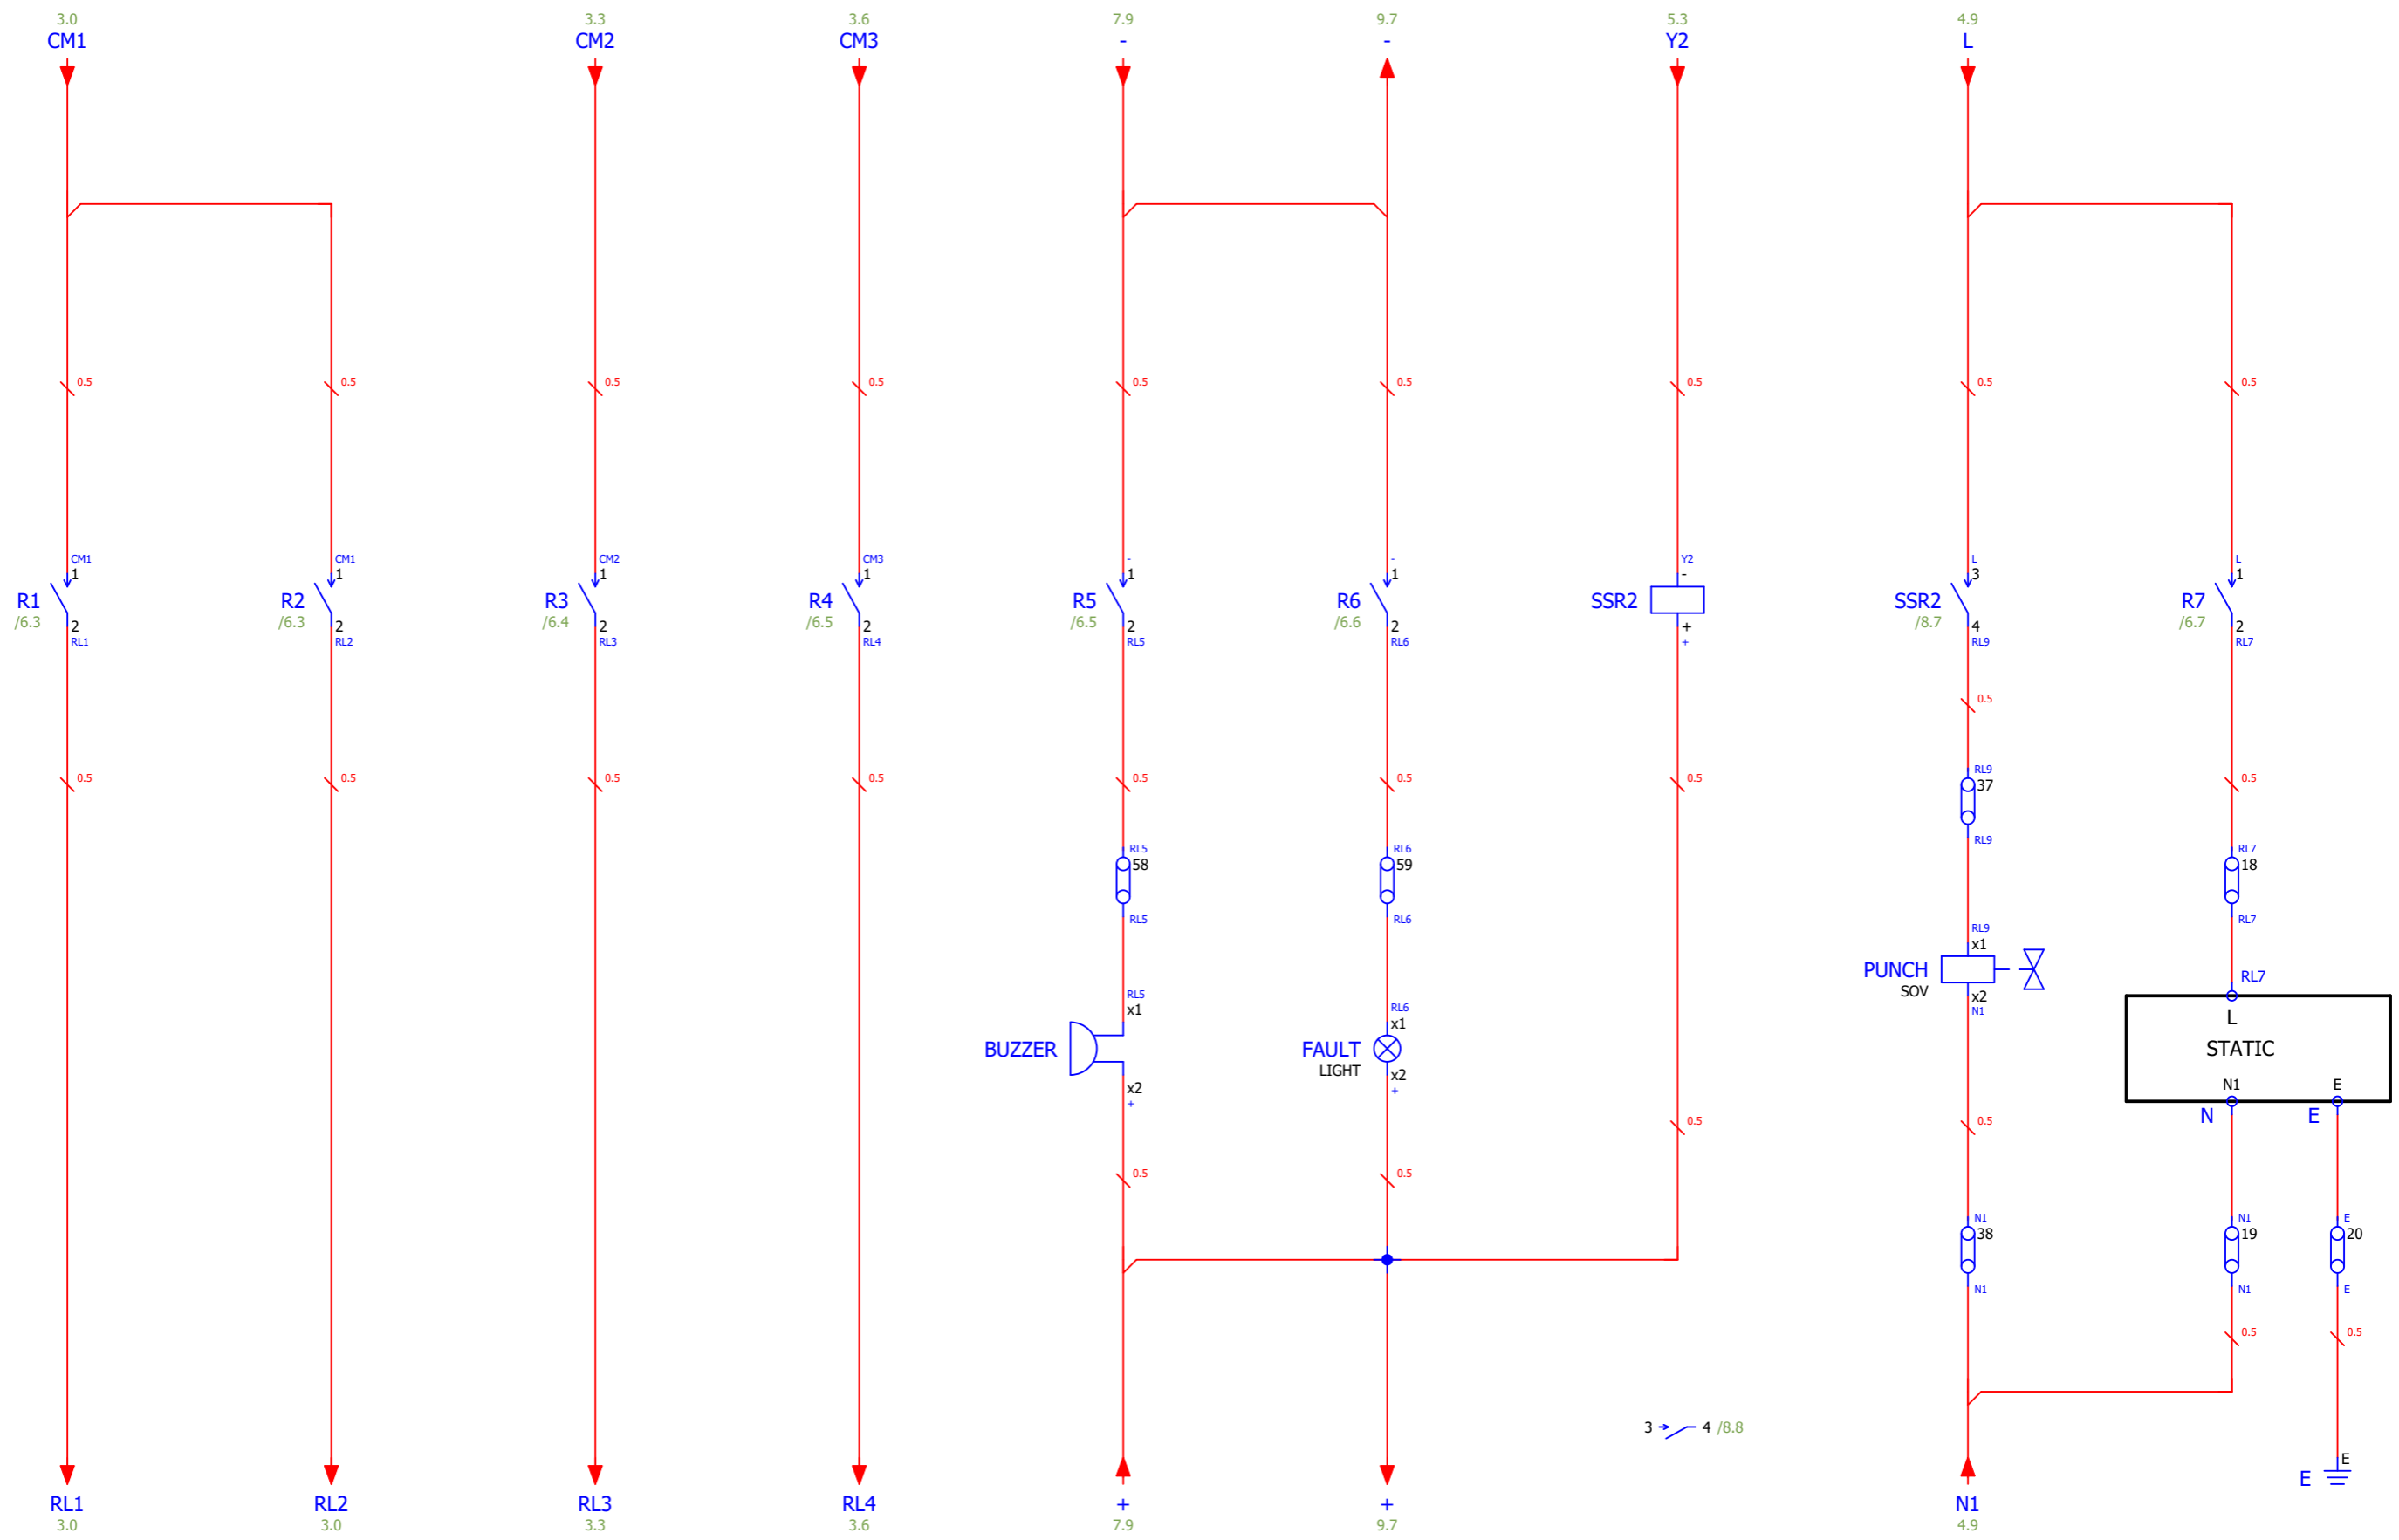 3.0 3.3 3.6 7.9 9.7 5.3 4.9
CM1 CM2 CM3 - - Y2 L
0.5 0.5 0.5 0.5 0.5 0.5 0.5 0.5 0.5
CM1 CM1 CM2 CM3 - - Y2 L L
1 1 1 1 1 1 - 3 1
R1 R2 R3 R4 R5 R6 SSR2 SSR2 R7
/6.3 /6.3 /6.4 /6.5 /6.5 /6.6 /8.7 /6.7
2 2 2 2 2 2 + 4 2
RL1 RL2 RL3 RL4 RL5 RL6 + RL9 RL7
0.5
RL9
0.5 0.5 0.5 0.5 0.5 0.5 0.5 37 0.5
RL9
RL5 RL6 RL7
58 59 18
RL5 RL6 RL7
RL9
x1
PUNCH RL7
SOV
RL5 x2
x1 RL6 N1 L
x1
BUZZER FAULT STATIC
LIGHT x2
x2 N1 E
+ +
N E
0.5 0.5
0.5 0.5
N1 N1 E
38 19 20
N1 N1 E
0.5 0.5
3 4 /8.8
E
E
RL1 RL2 RL3 RL4 + + N1
3.0 3.0 3.3 3.6 7.9 9.7 4.9